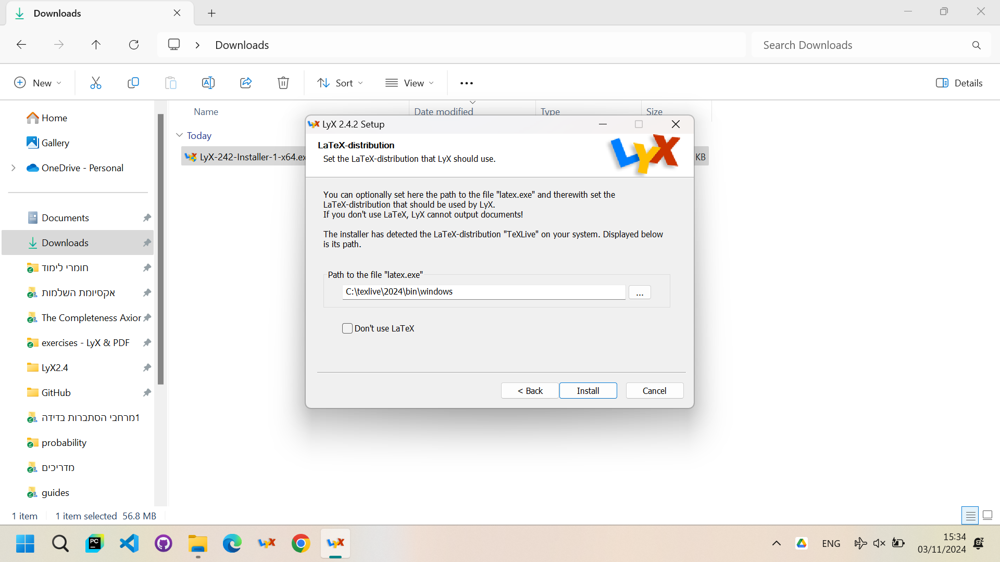 Downloads
Downloads
Search Downloads
New
Sort
View
Details
Home
Gallery
OneDrive - Personal
Documents
Downloads
חומרי לימוד
אקסיומת השלמות
The Completeness Axior
exercises - LyX & PDF
LyX2.4
GitHub
מרחבי הסתברות בדידה1
probability
מדריכים
guides
Name
Date modified
Type
Size
Today
LyX-242-Installer-1-x64.ex
KB
LyX 2.4.2 Setup
LaTeX-distribution
Set the LaTeX-distribution that LyX should use.
LyX
You can optionally set here the path to the file "latex.exe" and therewith set the
LaTeX-distribution that should be used by LyX.
If you don't use LaTeX, LyX cannot output documents!
The installer has detected the LaTeX-distribution "TeXLive" on your system. Displayed below
is its path.
Path to the file "latex.exe"
C:\texlive\2024\bin\windows
...
Don't use LaTeX
< Back
Install
Cancel
1 item
1 item selected 56.8 MB
PC
LyX
LyX
ENG
15:34
03/11/2024